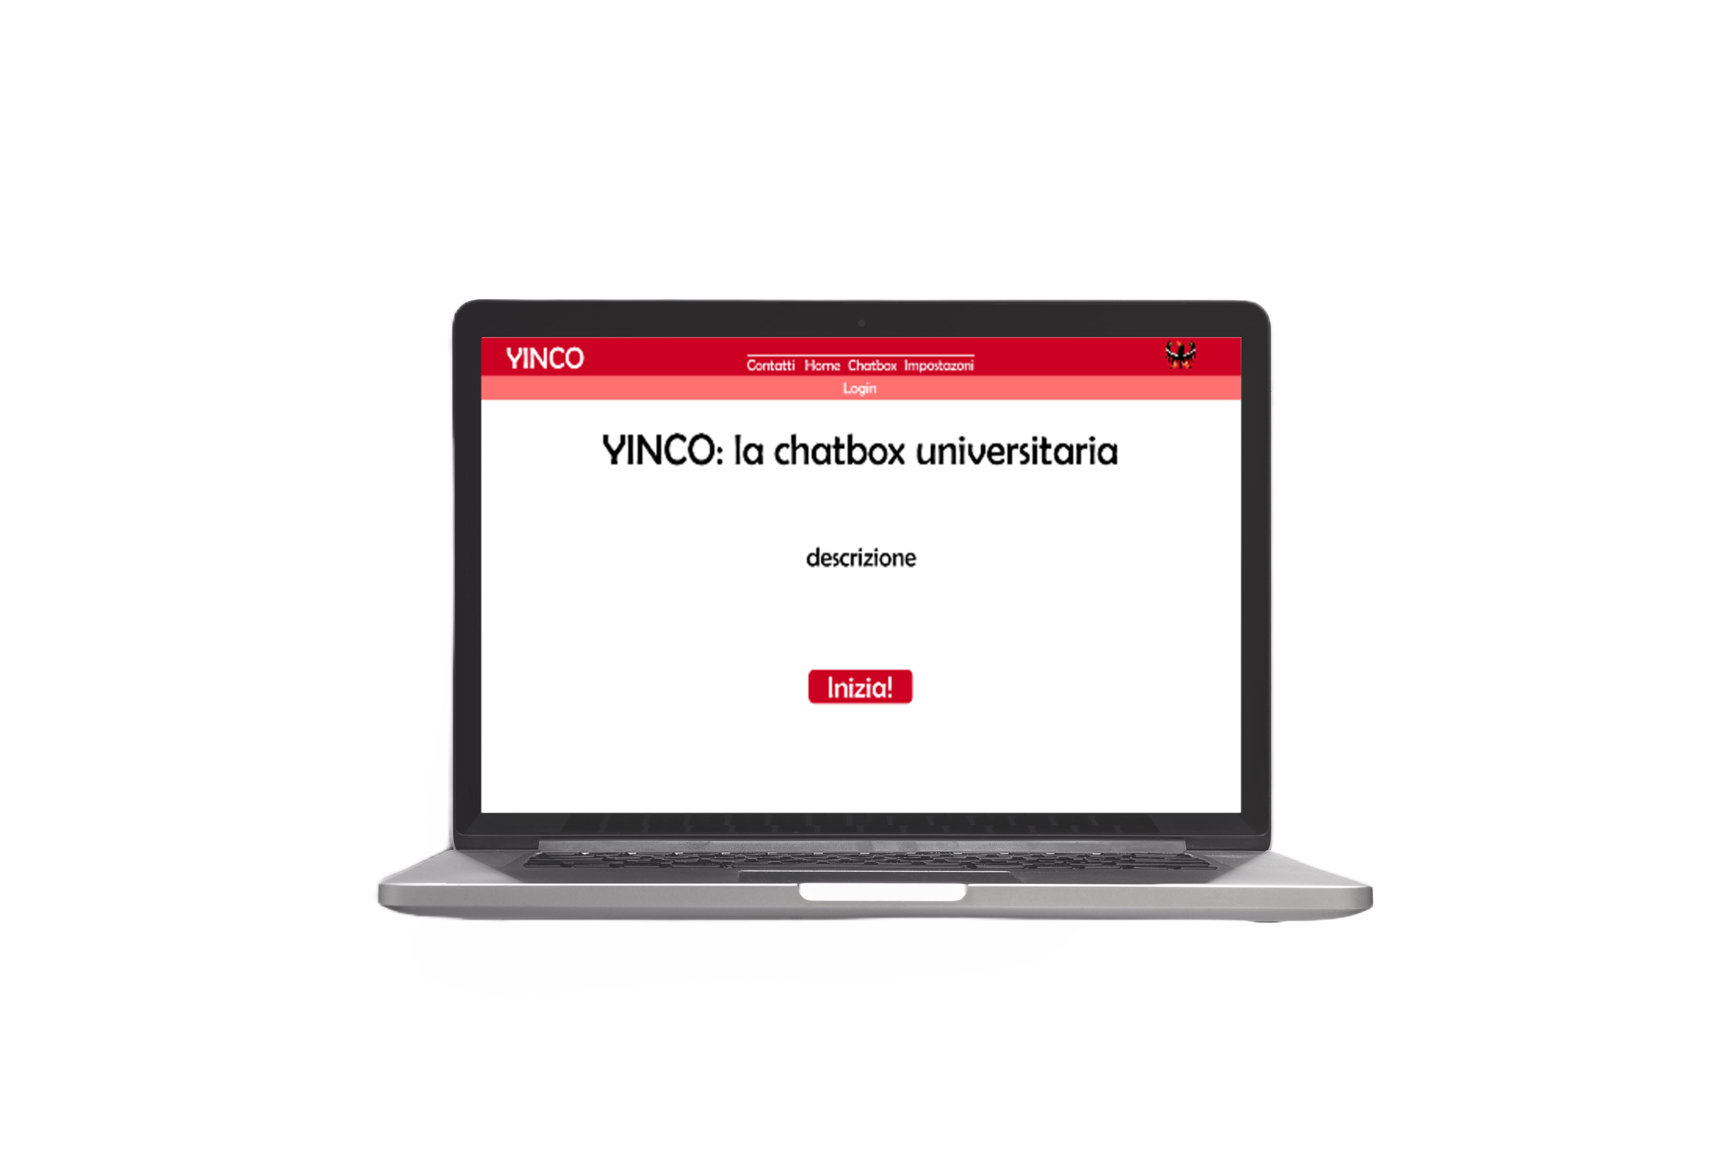 YINCO
Contatti Home Chatbox Impostazoni
Login
YINCO: la chatbox universitaria
descrizione
Inizia!